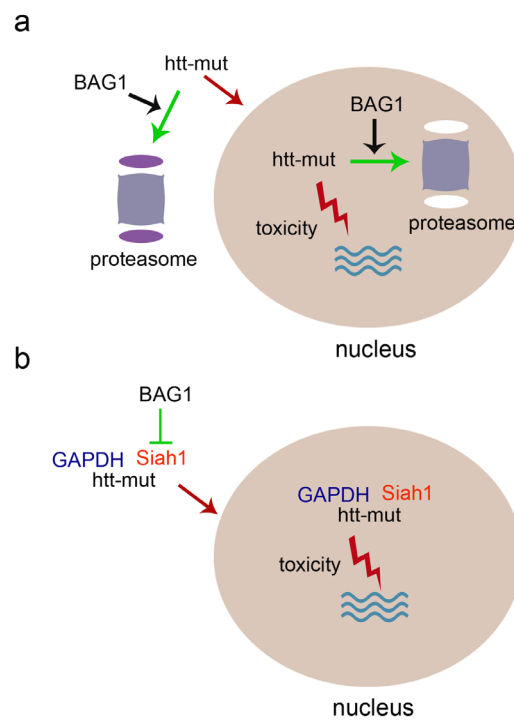 a
htt-mut
BAG1
BAG1
htt-mut
toxicity
proteasome
proteasome
nucleus
b
BAG1
GAPDH Siah1
htt-mut
GAPDH Siah1
htt-mut
toxicity
nucleus